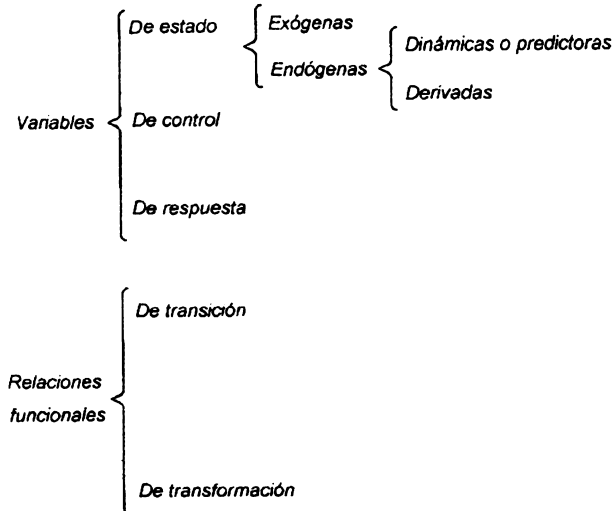 De estado
Exógenas
Endógenas
Dinámicas o predictoras
Derivadas
Variables
De control
De respuesta
De transición
Relaciones
funcionales
De transformación